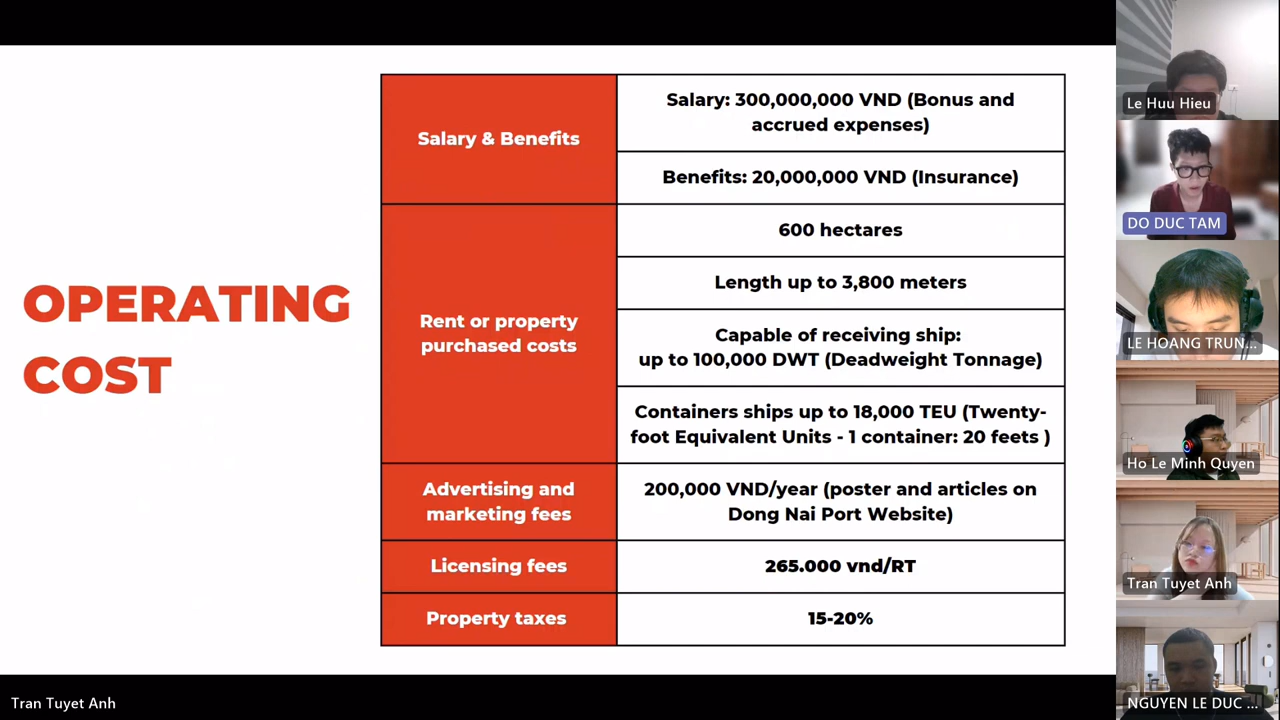 OPERATING
COST
Salary & Benefits
Salary: 300,000,000 VND (Bonus and
accrued expenses)
Benefits: 20,000,000 VND (Insurance)
Rent or property
purchased costs
600 hectares
Length up to 3,800 meters
Capable of receiving ship:
up to 100,000 DWT (Deadweight Tonnage)
Containers ships up to 18,000 TEU (Twenty-
foot Equivalent Units - 1 container: 20 feets )
Advertising and
marketing fees
200,000 VND/year (poster and articles on
Dong Nai Port Website)
Licensing fees
265.000 vnd/RT
Property taxes
15-20%
Le Huu Hieu
DO DUC TAM
LE HOANG TRUN...
Ho Le Minh Quyen
Tran Tuyet Anh
NGUYEN LE DUC ...
Tran Tuyet Anh